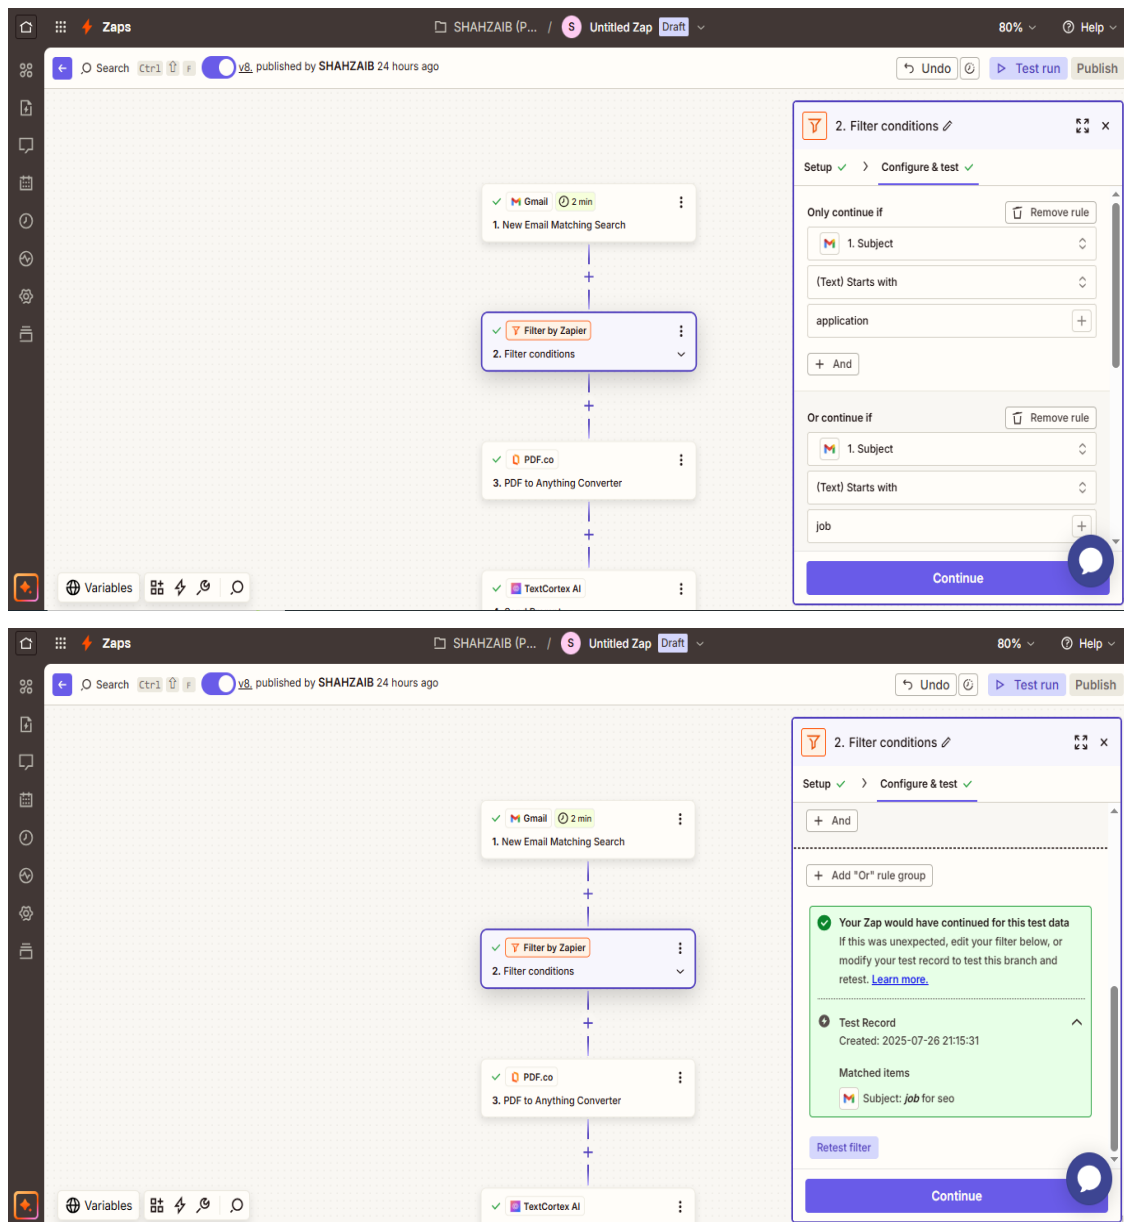 Zaps
SHAHZAIB (P... / S Untitled Zap Draft
80%
Help
Search Ctrl ⇧ F
v8. published by SHAHZAIB 24 hours ago
Undo
Test run
Publish
2. Filter conditions
Setup
Configure & test
Gmail 2 min
1. New Email Matching Search
Filter by Zapier
2. Filter conditions
PDF.co
3. PDF to Anything Converter
TextCortex AI
Only continue if
Remove rule
1. Subject
(Text) Starts with
application
+ And
Or continue if
Remove rule
1. Subject
(Text) Starts with
job
Continue
Variables
Zaps
SHAHZAIB (P... / S Untitled Zap Draft
80%
Help
Search Ctrl ⇧ F
v8. published by SHAHZAIB 24 hours ago
Undo
Test run
Publish
2. Filter conditions
Setup
Configure & test
Gmail 2 min
1. New Email Matching Search
Filter by Zapier
2. Filter conditions
PDF.co
3. PDF to Anything Converter
TextCortex AI
+ And
+ Add "Or" rule group
Your Zap would have continued for this test data
If this was unexpected, edit your filter below, or
modify your test record to test this branch and
retest. Learn more.
Test Record
Created: 2025-07-26 21:15:31
Matched items
Subject: job for seo
Retest filter
Continue
Variables